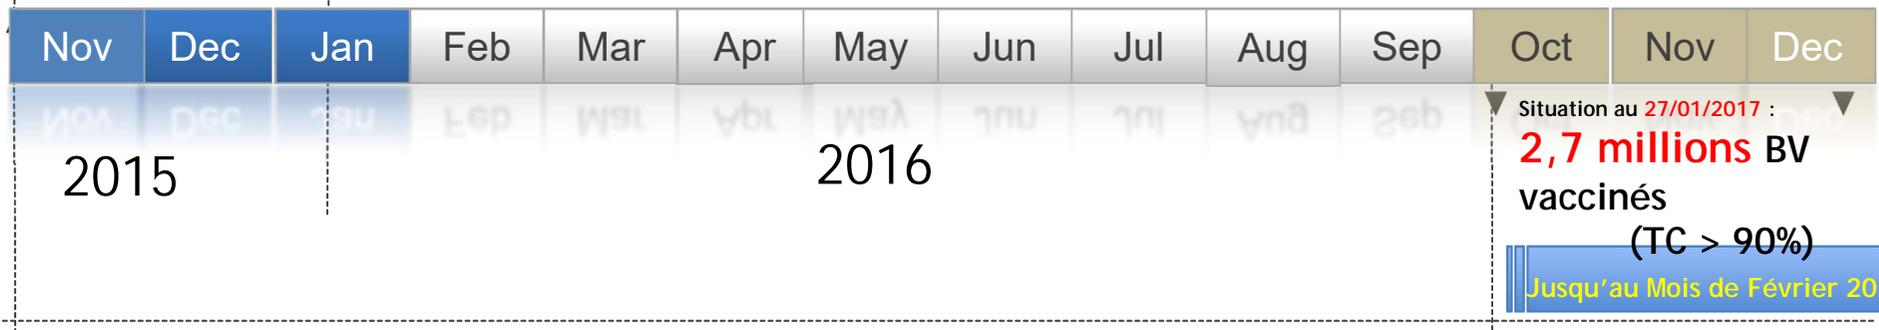 Nov Dec Jan Feb Mar Apr May Jun Jul Aug Sep Oct Nov Dec
2015
2016
Situation au 27/01/2017 :
2,7 millions BV
vaccinés
(TC > 90%)
Jusqu'au Mois de Février 20